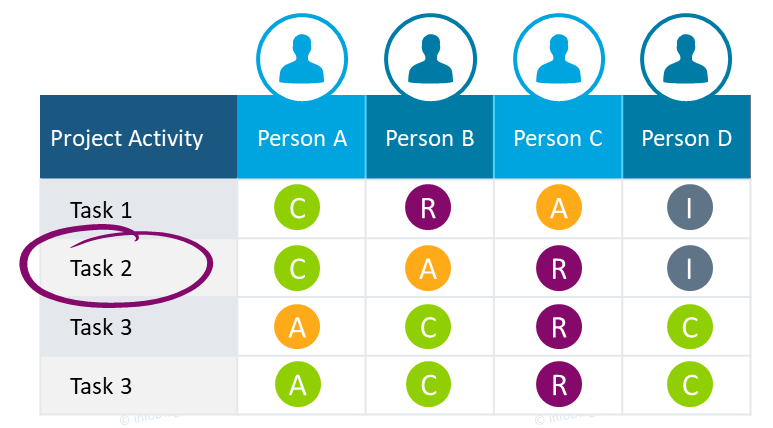 Project Activity Person A Person B Person C Person D
Task 1 C R A I
Task 2 C A R I
Task 3 A C R C
Task 3 A C R C